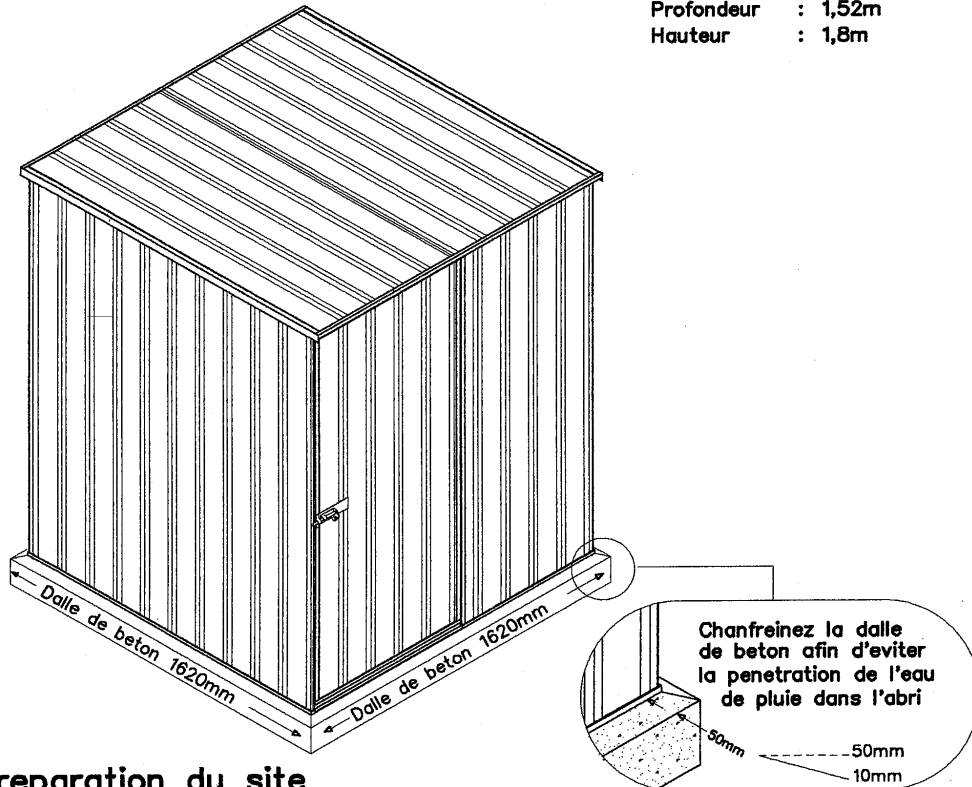 Profondeur : 1,52m
Hauteur : 1,8m
Dalle de beton 1620mm
Dalle de beton 1620mm
Chanfreinez la dalle
de beton afin d'eviter
la penetration de l'eau
de pluie dans l'abri
50mm
50mm
10mm
reparation du site